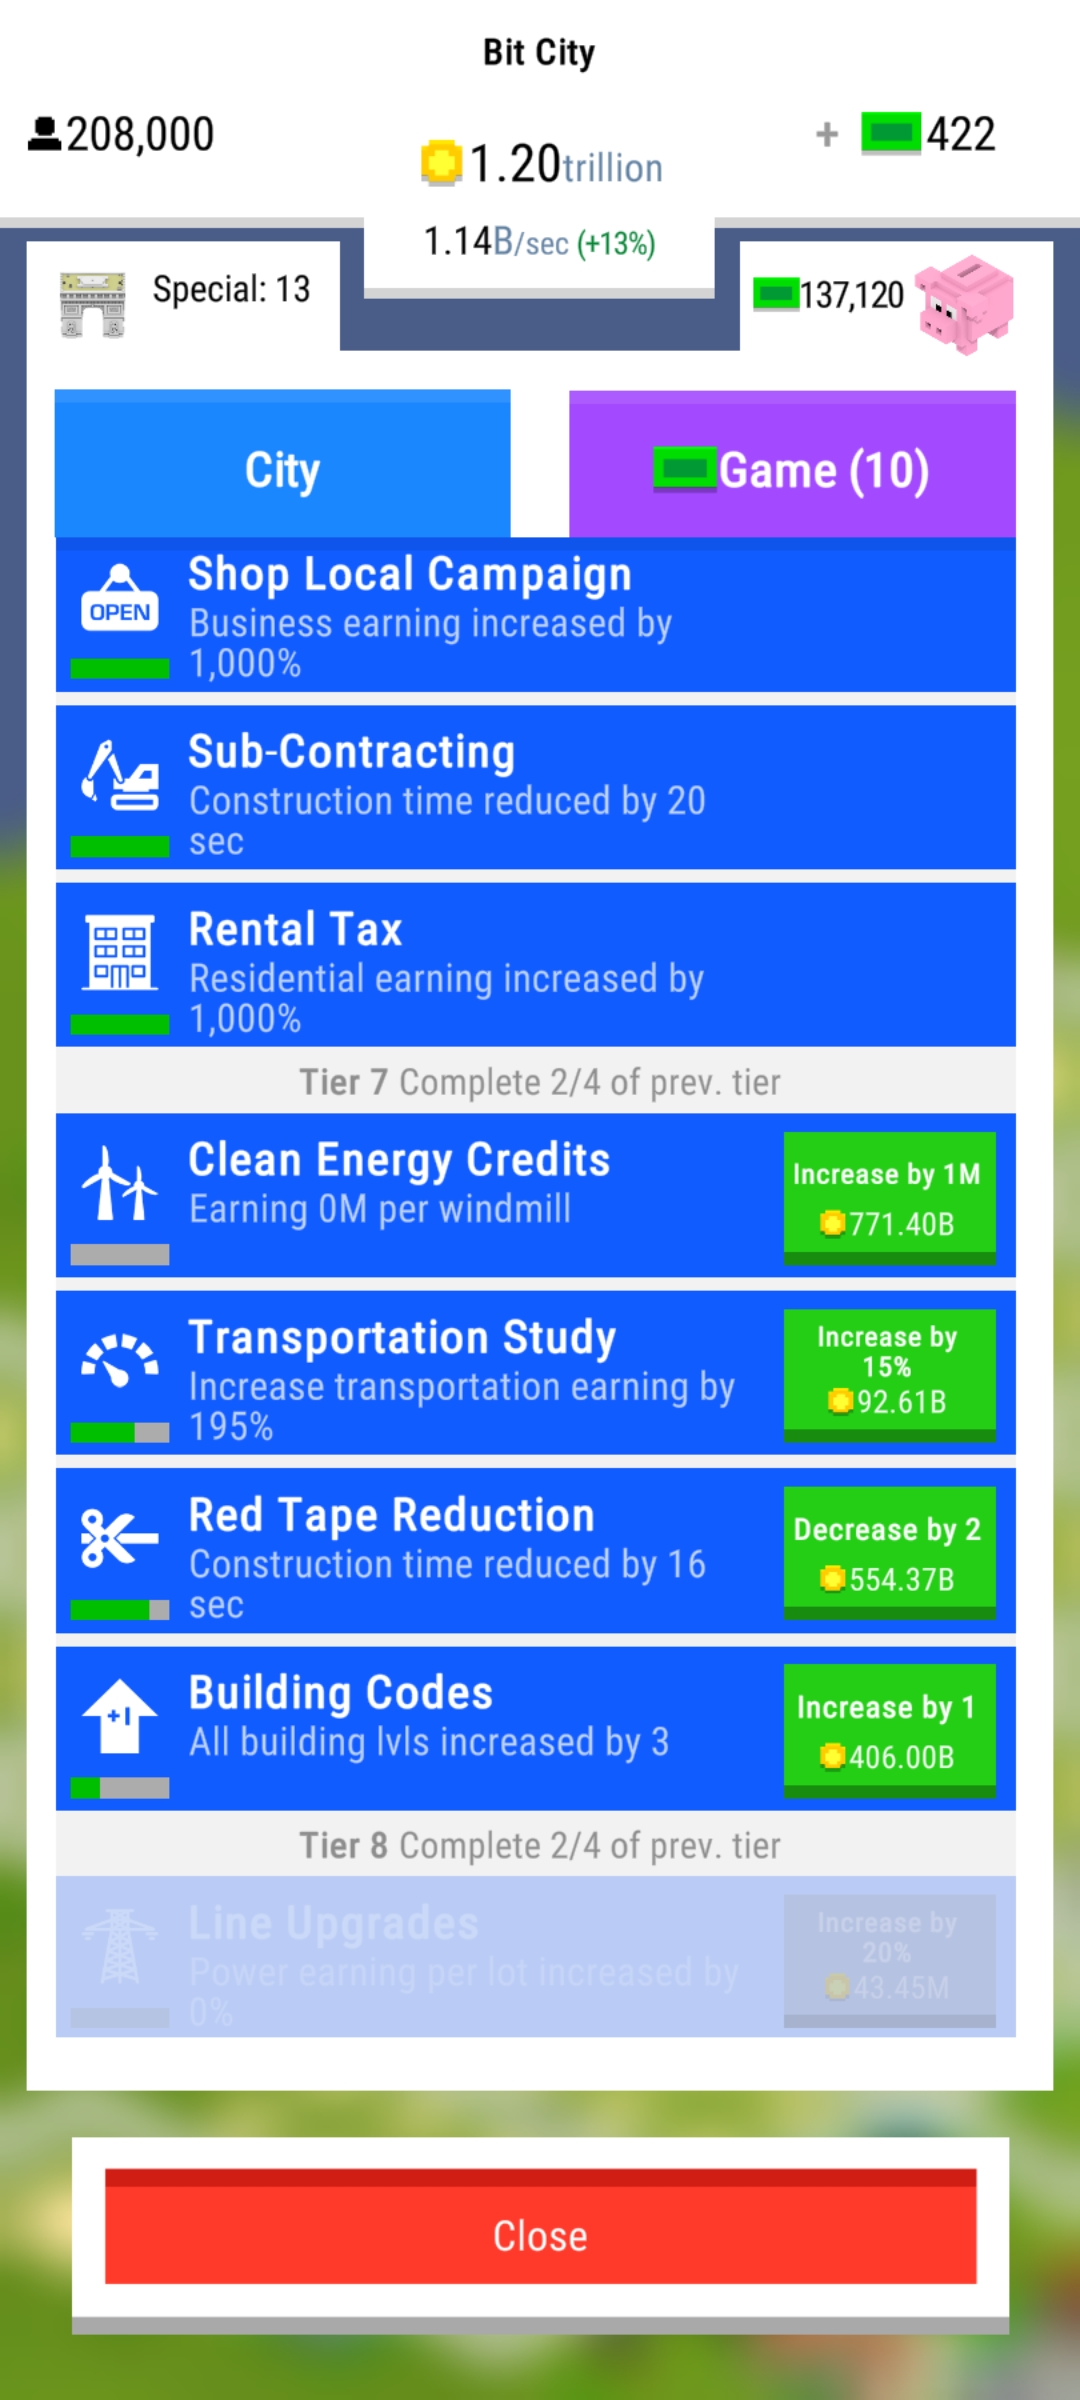 Bit City
208,000
1.20trillion
+ 422
1.14B/sec (+13%)
Special: 13
137,120
City
Game (10)
OPEN
Shop Local Campaign
Business earning increased by
1,000%
Sub-Contracting
Construction time reduced by 20
sec
Rental Tax
Residential earning increased by
1,000%
Tier 7 Complete 2/4 of prev. tier
Clean Energy Credits
Earning 0M per windmill
Increase by 1M
771.40B
Transportation Study
Increase transportation earning by
195%
Increase by
15%
92.61B
Red Tape Reduction
Construction time reduced by 16
sec
Decrease by 2
554.37B
+1
Building Codes
All building lvls increased by 3
Increase by 1
406.00B
Tier 8 Complete 2/4 of prev. tier
Line Upgrades
Power earning per lot increased by
0%
Increase by
20%
43.45M
Close